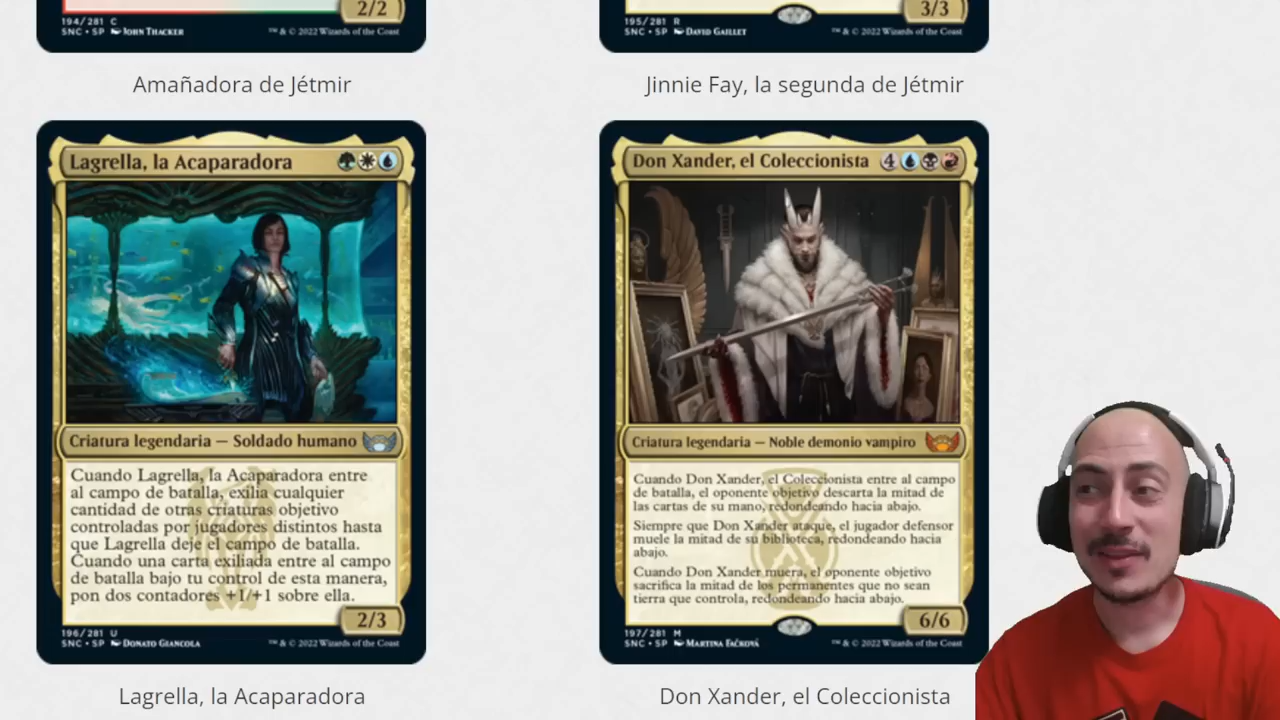 2/2
194/281 C
SNC • SP JOHN THACKER
™ & © 2022 Wizards of the Coast
3/3
195/281 R
SNC • SP DAVID GAILLET
™ & © 2022 Wizards of the Coast
Amañadora de Jétmir
Jinnie Fay, la segunda de Jétmir
Lagrella, la Acaparadora
Criatura legendaria — Soldado humano
Cuando Lagrella, la Acaparadora entre
al campo de batalla, exilia cualquier
cantidad de otras criaturas objetivo
controladas por jugadores distintos hasta
que Lagrella deje el campo de batalla.
Cuando una carta exiliada entre al campo
de batalla bajo tu control de esta manera,
pon dos contadores +1/+1 sobre ella.
2/3
196/281 U
SNC • SP DONATO GIANCOLA
™ & © 2022 Wizards of the Coast
Don Xander, el Coleccionista 4
Criatura legendaria — Noble demonio vampiro
Cuando Don Xander, el Coleccionista entre al campo
de batalla, el oponente objetivo descarta la mitad de
las cartas de su mano, redondeando hacia abajo.
Siempre que Don Xander ataque, el jugador defensor
muele la mitad de su biblioteca, redondeando hacia
abajo.
Cuando Don Xander muera, el oponente objetivo
sacrifica la mitad de los permanentes que no sean
tierra que controla, redondeando hacia abajo.
6/6
197/281 M
SNC • SP MARTINA FAČKOVÁ
™ & © 2022 Wizards of the Coast
Lagrella, la Acaparadora
Don Xander, el Coleccionista